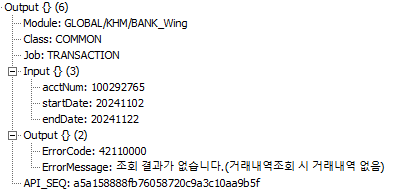 Output {} (6)
Module: GLOBAL/KHM/BANK_Wing
Class: COMMON
Job: TRANSACTION
Input {} (3)
acctNum: 100292765
startDate: 20241102
endDate: 20241122
Output {} (2)
ErrorCode: 42110000
ErrorMessage: 조회 결과가 없습니다.(거래내역조회 시 거래내역 없음)
API_SEQ: a5a158888fb76058720c9a3c10aa9b5f